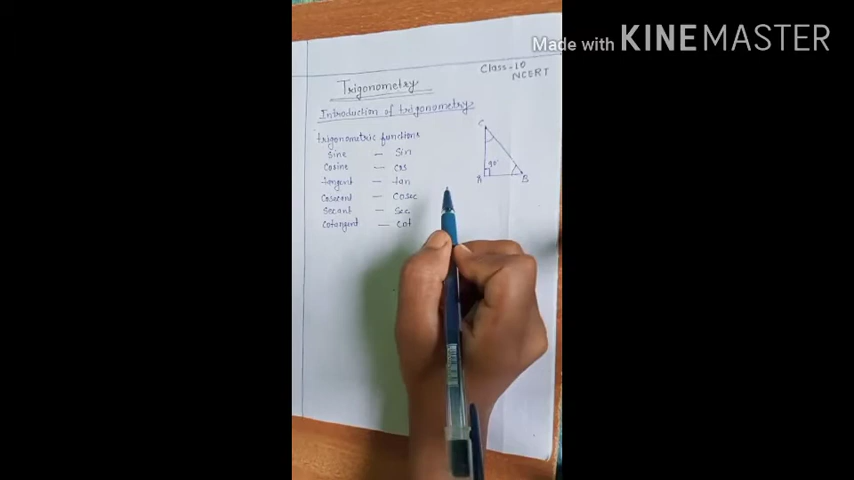 Made with KINEMASTER
Class-10
NCERT
Trigonometry
Introduction of trigonometry
trigonometric functions
Sine — Sin
Cosine — cos
tangent — tan
Cosecant — Cosec
Secant — Sec
Cotangent — Cot
C
90°
A B